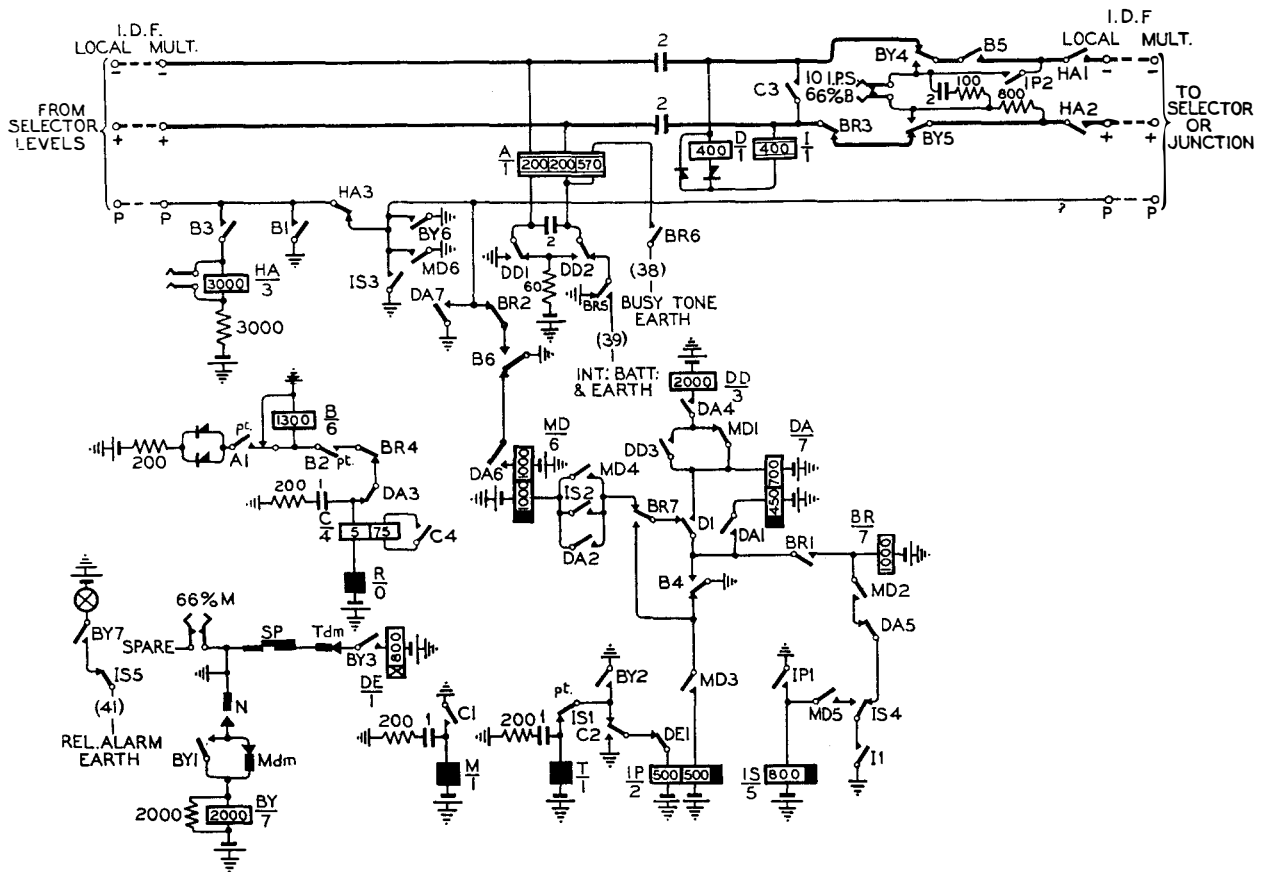 I.D.F.
LOCAL MULT.
I.D.F
LOCAL MULT.
2
BY4
B5
HA1
10 I.P.S.
66%B
IP2
100
2
800
C3
FROM
SELECTOR
LEVELS
TO
SELECTOR
OR
JUNCTION
2
BR3
BY5
HA2
- -
+ +
P P
- -
+ +
P P
A/1
200 200 570
D/1
400
I/1
400
HA3
B3
B1
BY6
MD6
IS3
2
DD1
DD2
60
BR5
BR6
(38)
BUSY TONE
EARTH
(39)
INT: BATT:
& EARTH
HA/3
3000
3000
DA7
BR2
B6
?
DD/3
2000
DA4
DD3
MD1
DA/7
700
450
B/6
1300
200
pt.
A1
B2
pt.
BR4
DA3
200
1
C/4
5 75
C4
R/0
DA6
MD/6
1000
1000
MD4
IS2
DA2
BR7
D1
DA1
BR1
BR/7
1000
B4
MD2
DA5
66%M
SPARE
SP
Tdm
BY3
DE/1
800
BY7
IS5
(41)
REL. ALARM
EARTH
N
BY1
Mdm
2000
BY/7
2000
200
1
C1
M/1
200
1
pt.
IS1
T/1
BY2
C2
DE1
MD3
IP/2
500 500
IP1
MD5
IS4
I1
IS/5
800